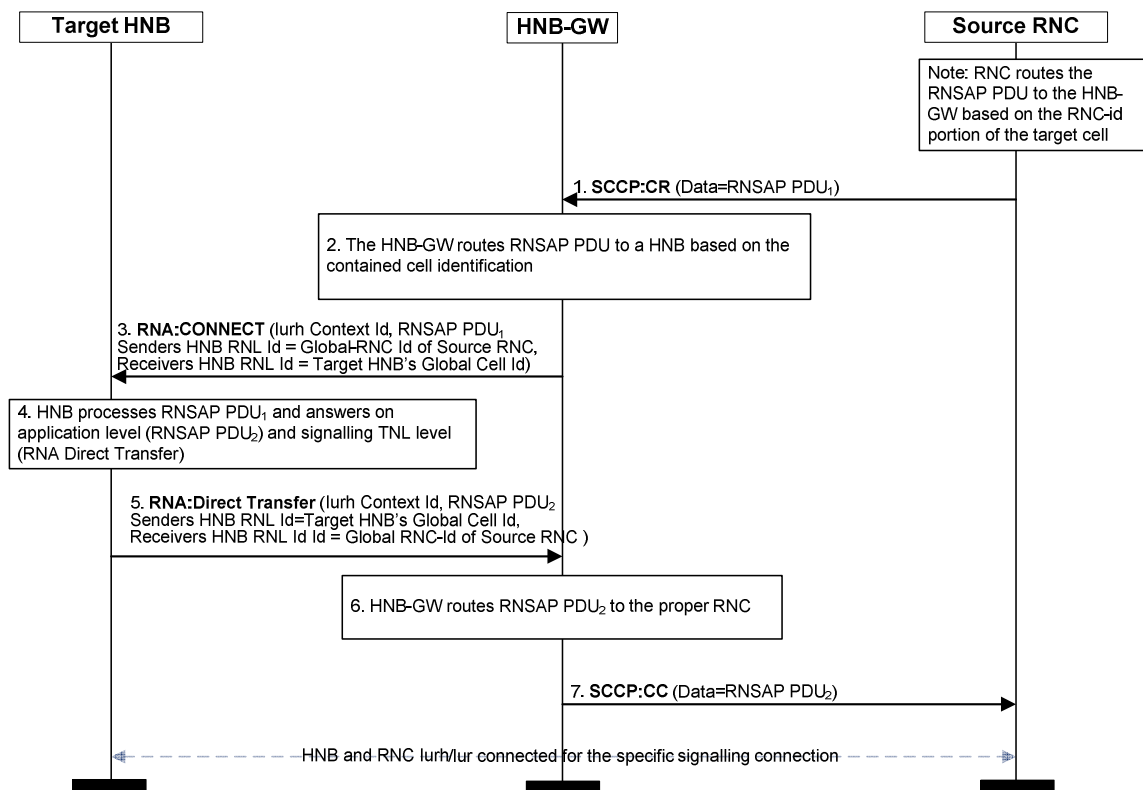 Target HNB
HNB-GW
Source RNC
Note: RNC routes the
RNSAP PDU to the HNB-
GW based on the RNC-id
portion of the target cell
1. SCCP:CR (Data=RNSAP PDU₁)
2. The HNB-GW routes RNSAP PDU to a HNB based on the
contained cell identification
3. RNA:CONNECT (Iurh Context Id, RNSAP PDU₁
Senders HNB RNL Id = Global-RNC Id of Source RNC,
Receivers HNB RNL Id = Target HNB's Global Cell Id)
4. HNB processes RNSAP PDU₁ and answers on
application level (RNSAP PDU₂) and signalling TNL level
(RNA Direct Transfer)
5. RNA:Direct Transfer (Iurh Context Id, RNSAP PDU₂
Senders HNB RNL Id=Target HNB's Global Cell Id,
Receivers HNB RNL Id Id = Global RNC-Id of Source RNC )
6. HNB-GW routes RNSAP PDU₂ to the proper RNC
7. SCCP:CC (Data=RNSAP PDU₂)
HNB and RNC Iurh/Iur connected for the specific signalling connection